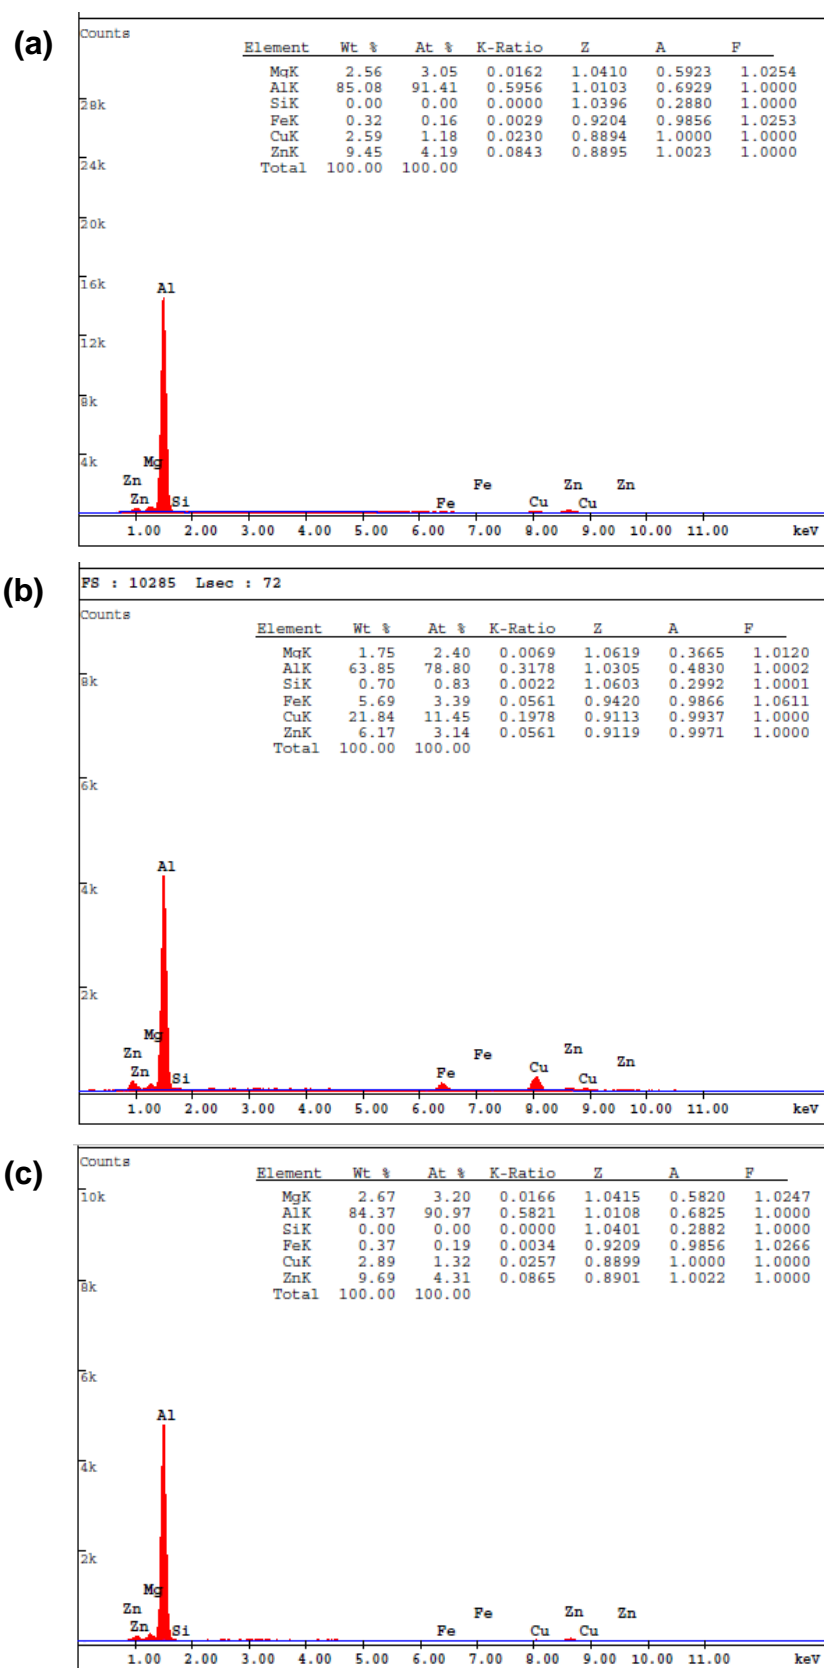 (a)
Counts
Element Wt % At % K-Ratio Z A F
MgK 2.56 3.05 0.0162 1.0410 0.5923 1.0254
AlK 85.08 91.41 0.5956 1.0103 0.6929 1.0000
SiK 0.00 0.00 0.0000 1.0396 0.2880 1.0000
FeK 0.32 0.16 0.0029 0.9204 0.9856 1.0253
CuK 2.59 1.18 0.0230 0.8894 1.0000 1.0000
ZnK 9.45 4.19 0.0843 0.8895 1.0023 1.0000
Total 100.00 100.00
28k
24k
20k
16k
Al
12k
8k
4k
Mg
Zn Fe Zn Zn
Zn Si Fe Cu Cu
1.00 2.00 3.00 4.00 5.00 6.00 7.00 8.00 9.00 10.00 11.00 keV
(b)
FS : 10285 Lsec : 72
Counts
Element Wt % At % K-Ratio Z A F
MgK 1.75 2.40 0.0069 1.0619 0.3665 1.0120
AlK 63.85 78.80 0.3178 1.0305 0.4830 1.0002
SiK 0.70 0.83 0.0022 1.0603 0.2992 1.0001
FeK 5.69 3.39 0.0561 0.9420 0.9866 1.0611
CuK 21.84 11.45 0.1978 0.9113 0.9937 1.0000
ZnK 6.17 3.14 0.0561 0.9119 0.9971 1.0000
Total 100.00 100.00
8k
6k
Al
4k
2k
Mg
Zn Fe Zn Zn
Zn Si Fe Cu Cu
1.00 2.00 3.00 4.00 5.00 6.00 7.00 8.00 9.00 10.00 11.00 keV
(c)
Counts
Element Wt % At % K-Ratio Z A F
MgK 2.67 3.20 0.0166 1.0415 0.5820 1.0247
AlK 84.37 90.97 0.5821 1.0108 0.6825 1.0000
SiK 0.00 0.00 0.0000 1.0401 0.2882 1.0000
FeK 0.37 0.19 0.0034 0.9209 0.9856 1.0266
CuK 2.89 1.32 0.0257 0.8899 1.0000 1.0000
ZnK 9.69 4.31 0.0865 0.8901 1.0022 1.0000
Total 100.00 100.00
10k
8k
6k
Al
4k
2k
Mg
Zn Fe Zn Zn
Zn Si Fe Cu Cu
1.00 2.00 3.00 4.00 5.00 6.00 7.00 8.00 9.00 10.00 11.00 keV